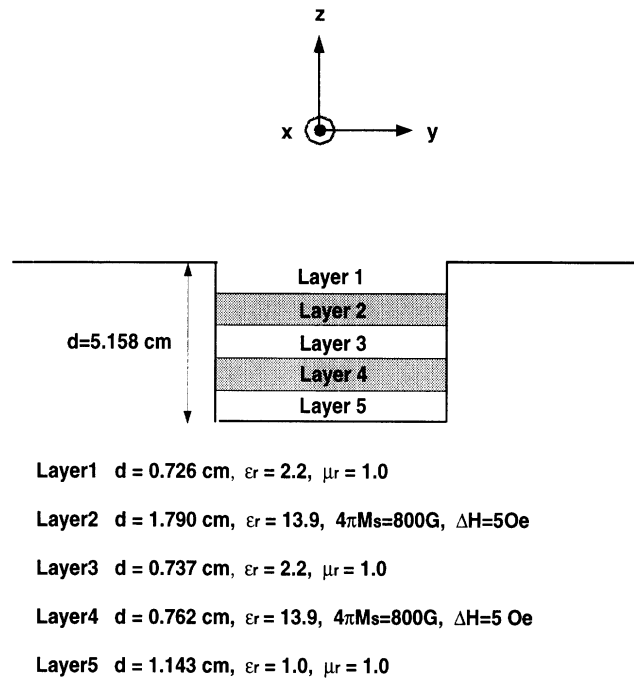 z
x
y
Layer 1
Layer 2
d=5.158 cm
Layer 3
Layer 4
Layer 5
Layer1 d = 0.726 cm, εr = 2.2, μr = 1.0
Layer2 d = 1.790 cm, εr = 13.9, 4πMs=800G, ΔH=5Oe
Layer3 d = 0.737 cm, εr = 2.2, μr = 1.0
Layer4 d = 0.762 cm, εr = 13.9, 4πMs=800G, ΔH=5 Oe
Layer5 d = 1.143 cm, εr = 1.0, μr = 1.0